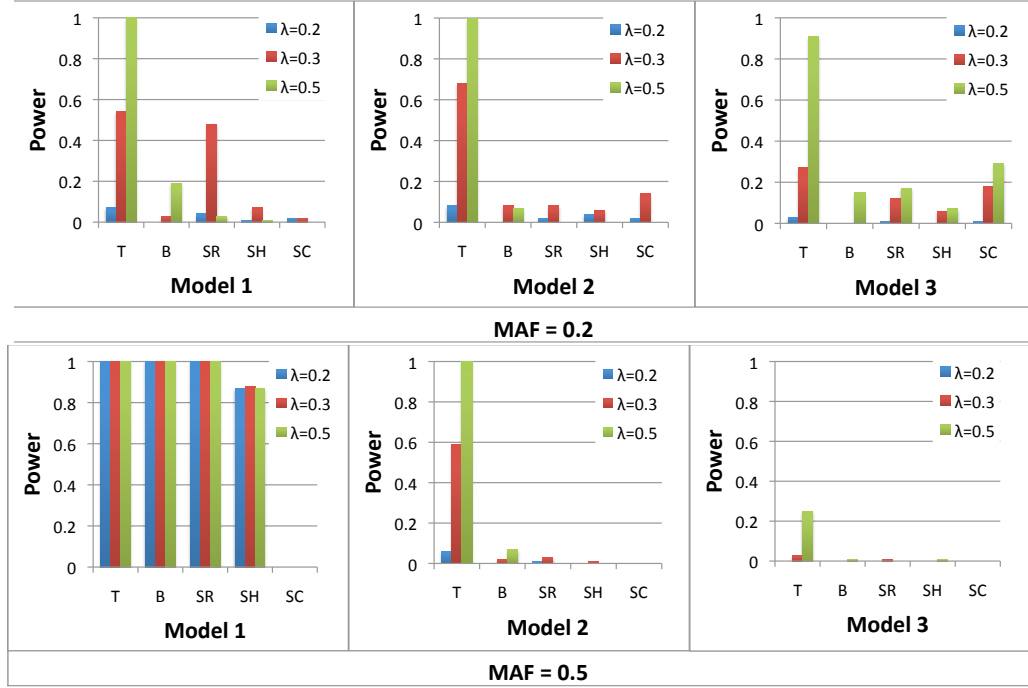 Power
1
0.8
0.6
0.4
0.2
0
λ=0.2
λ=0.3
λ=0.5
T B SR SH SC
Model 1
Power
1
0.8
0.6
0.4
0.2
0
λ=0.2
λ=0.3
λ=0.5
T B SR SH SC
Model 2
Power
1
0.8
0.6
0.4
0.2
0
λ=0.2
λ=0.3
λ=0.5
T B SR SH SC
Model 3
MAF = 0.2
Power
1
0.8
0.6
0.4
0.2
0
λ=0.2
λ=0.3
λ=0.5
T B SR SH SC
Model 1
Power
1
0.8
0.6
0.4
0.2
0
λ=0.2
λ=0.3
λ=0.5
T B SR SH SC
Model 2
Power
1
0.8
0.6
0.4
0.2
0
λ=0.2
λ=0.3
λ=0.5
T B SR SH SC
Model 3
MAF = 0.5